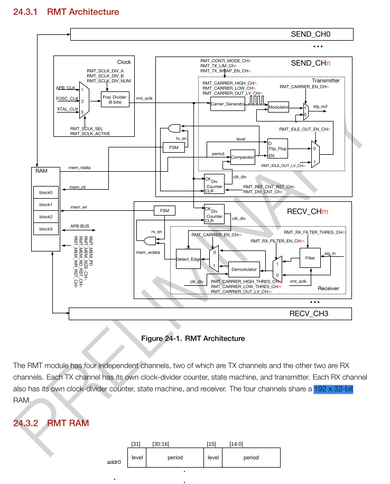 24.3.1 RMT Architecture
SEND_CH0
SEND_CHn
Clock
RMT_SCLK_DIV_A
RMT_SCLK_DIV_B
RMT_SCLK_DIV_NUM
APB_CLK
FOSC_CLK
XTAL_CLK
Frac Divider
(8 bits)
rmt_sclk
RMT_SCLK_SEL
RMT_SCLK_ACTIVE
RMT_CONTI_MODE_CHn
RMT_TX_LIM_CHn
RMT_TX_WRAP_EN_CHn
Transmitter
RMT_CARRIER_HIGH_CHn
RMT_CARRIER_LOW_CHn
RMT_CARRIER_OUT_LV_CHn
RMT_CARRIER_EN_CHn
Carrier_Generator
Modulator
sig_out
tx_en
FSM
level
period
Comparator
D
Flip_Flop
EN
RMT_IDLE_OUT_EN_CHn
RMT_IDLE_OUT_LV_CHn
clk_div
CK
Div
Counter
CLR
RMT_REF_CNT_RST_CHn
RMT_DIV_CNT_CHn
RAM
mem_rdata
mem_rd
mem_wr
APB BUS
block0
block1
block2
block3
RECV_CHm
FSM
CK
Div
Counter
CLR
clk_div
rx_en
mem_wdata
RMT_CARRIER_EN_CHm
RMT_RX_FILTER_THRES_CHm
RMT_RX_FILTER_EN_CHm
Detect_Edge
Demodulator
Filter
sig_in
clk_div
RMT_CARRIER_HIGH_THRES_CHm
RMT_CARRIER_LOW_THRES_CHm
RMT_CARRIER_OUT_LV_CHm
rmt_sclk
Receiver
RECV_CH3
Figure 24-1. RMT Architecture
The RMT module has four independent channels, two of which are TX channels and the other two are RX
channels. Each TX channel has its own clock-divider counter, state machine, and transmitter. Each RX channel
also has its own clock-divider counter, state machine, and receiver. The four channels share a 192 x 32-bit
RAM.
24.3.2 RMT RAM
[31] [30:16] [15] [14:0]
addr0 level period level period
PRELIMINARY